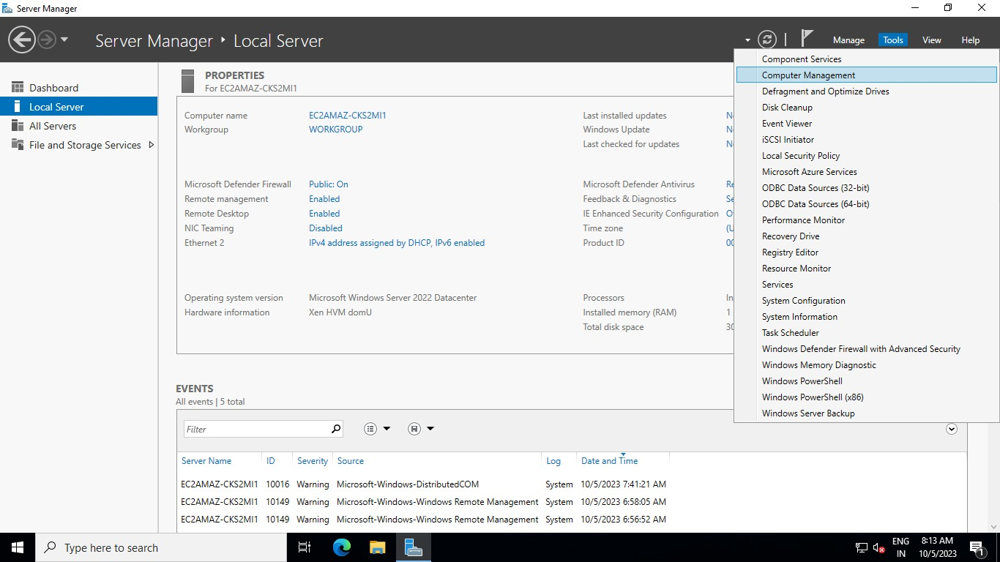 Server Manager
Server Manager Local Server
Manage Tools View Help
Dashboard
Local Server
All Servers
File and Storage Services
PROPERTIES
For EC2AMAZ-CKS2MI1
Computer name EC2AMAZ-CKS2MI1
Workgroup WORKGROUP
Last installed updates
Windows Update
Last checked for updates
Microsoft Defender Firewall Public: On
Remote management Enabled
Remote Desktop Enabled
NIC Teaming Disabled
Ethernet 2 IPv4 address assigned by DHCP, IPv6 enabled
Microsoft Defender Antivirus
Feedback & Diagnostics
IE Enhanced Security Configuration
Time zone
Product ID
Operating system version Microsoft Windows Server 2022 Datacenter
Hardware information Xen HVM domU
Processors
Installed memory (RAM) 1
Total disk space 30
Component Services
Computer Management
Defragment and Optimize Drives
Disk Cleanup
Event Viewer
iSCSI Initiator
Local Security Policy
Microsoft Azure Services
ODBC Data Sources (32-bit)
ODBC Data Sources (64-bit)
Performance Monitor
Recovery Drive
Registry Editor
Resource Monitor
Services
System Configuration
System Information
Task Scheduler
Windows Defender Firewall with Advanced Security
Windows Memory Diagnostic
Windows PowerShell
Windows PowerShell (x86)
Windows Server Backup
EVENTS
All events | 5 total
Filter
Server Name ID Severity Source Log Date and Time
EC2AMAZ-CKS2MI1 10016 Warning Microsoft-Windows-DistributedCOM System 10/5/2023 7:41:21 AM
EC2AMAZ-CKS2MI1 10149 Warning Microsoft-Windows-Windows Remote Management System 10/5/2023 6:58:05 AM
EC2AMAZ-CKS2MI1 10149 Warning Microsoft-Windows-Windows Remote Management System 10/5/2023 6:56:52 AM
Type here to search
ENG
IN
8:13 AM
10/5/2023
1